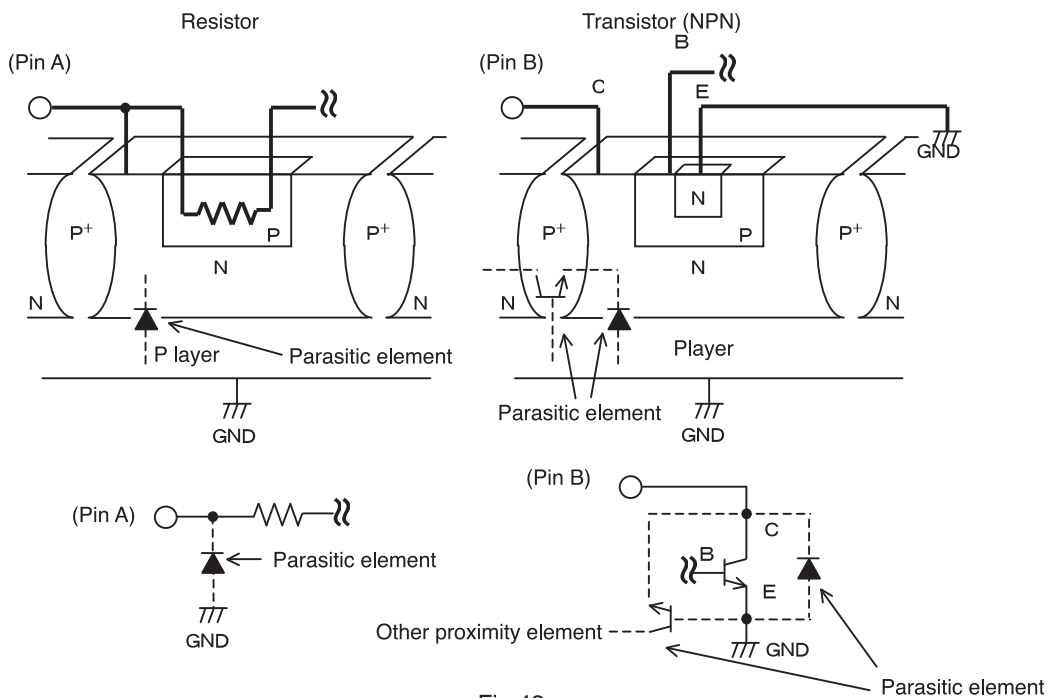 Resistor
Transistor (NPN)
(Pin A)
(Pin B)
B
C
E
GND
N
P+
P
P+
N
N
N
P layer
Parasitic element
GND
P+
N
P
P+
N
N
N
Player
Parasitic element
GND
(Pin A)
Parasitic element
GND
(Pin B)
C
B
E
Other proximity element
GND
Parasitic element